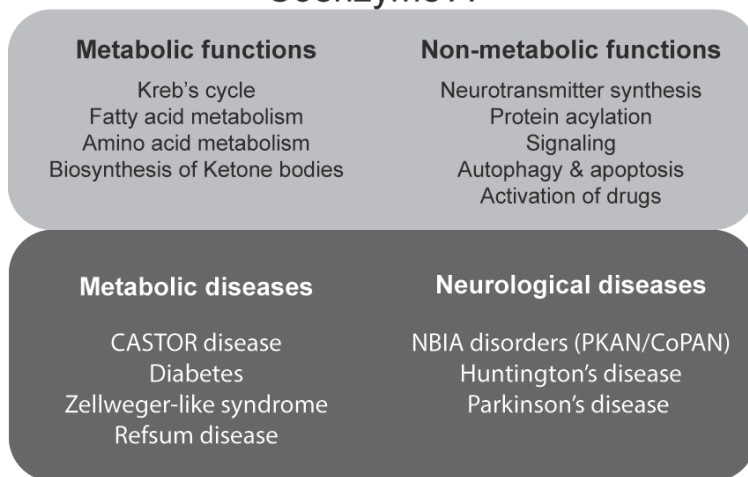 Metabolic functions
Kreb's cycle
Fatty acid metabolism
Amino acid metabolism
Biosynthesis of Ketone bodies
Non-metabolic functions
Neurotransmitter synthesis
Protein acylation
Signaling
Autophagy & apoptosis
Activation of drugs
Metabolic diseases
CASTOR disease
Diabetes
Zellweger-like syndrome
Refsum disease
Neurological diseases
NBIA disorders (PKAN/CoPAN)
Huntington's disease
Parkinson's disease